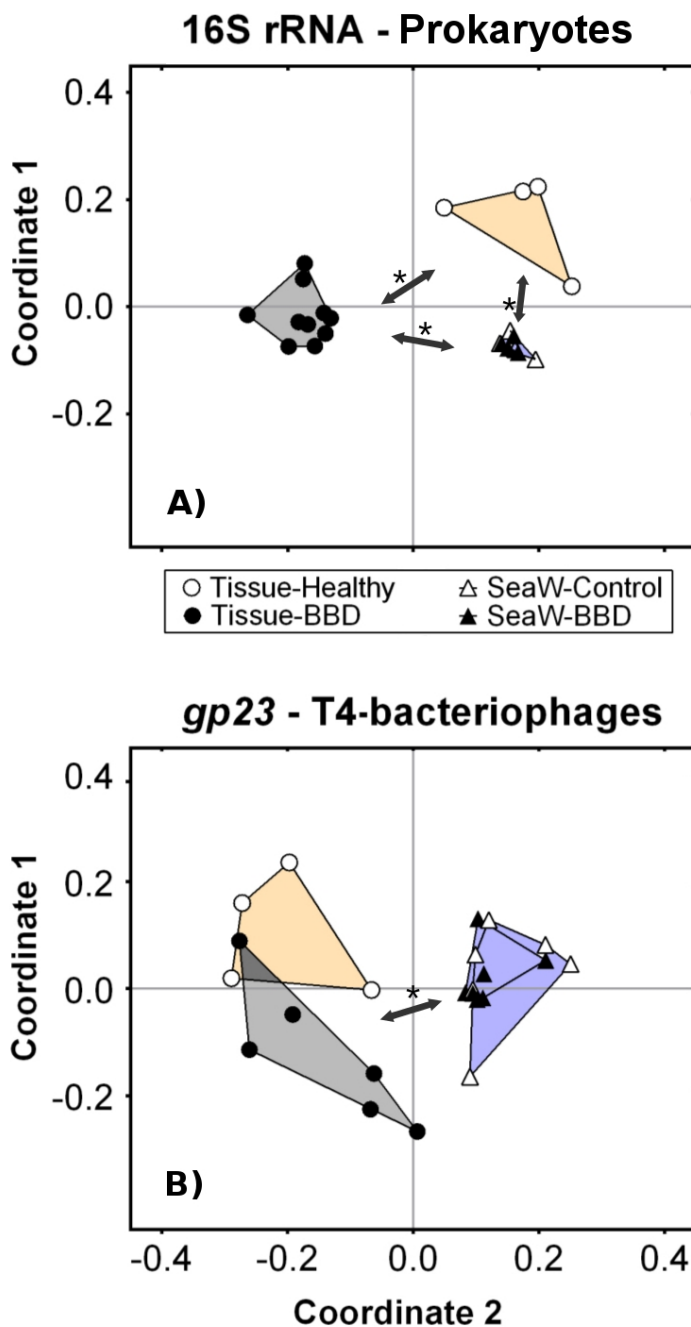 16S rRNA - Prokaryotes
0.4
0.2
0.0
-0.2
Coordinate 1
*
*
*
A)
Tissue-Healthy
SeaW-Control
Tissue-BBD
SeaW-BBD
gp23 - T4-bacteriophages
0.4
0.2
0.0
-0.2
Coordinate 1
*
B)
-0.4 -0.2 0.0 0.2 0.4
Coordinate 2